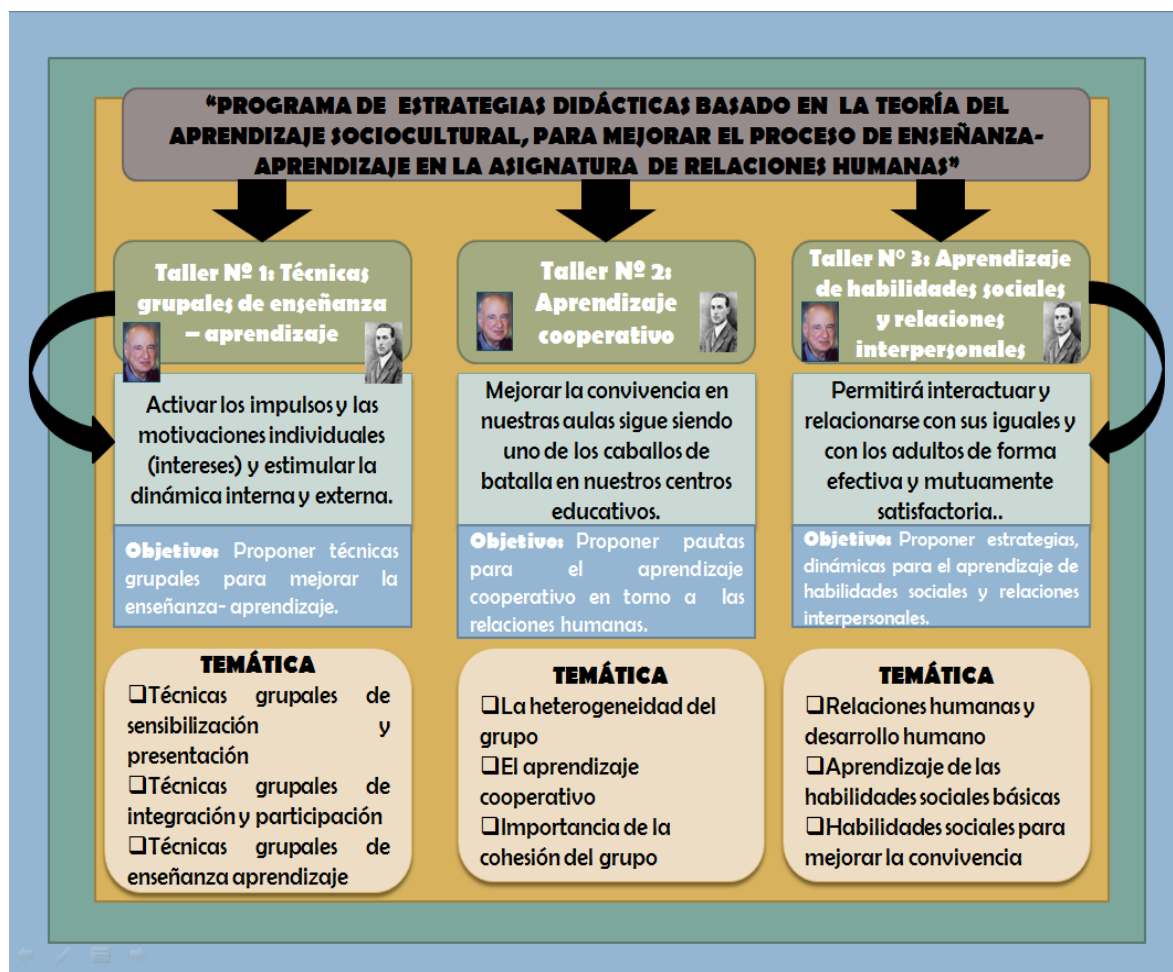 “PROGRAMA DE ESTRATEGIAS DIDÁCTICAS BASADO EN LA TEORÍA DEL
APRENDIZAJE SOCIOCULTURAL, PARA MEJORAR EL PROCESO DE ENSEÑANZA-
APRENDIZAJE EN LA ASIGNATURA DE RELACIONES HUMANAS”
Taller Nº 1: Técnicas
grupales de enseñanza
– aprendizaje
Activar los impulsos y las
motivaciones individuales
(intereses) y estimular la
dinámica interna y externa.
Objetivo: Proponer técnicas
grupales para mejorar la
enseñanza- aprendizaje.
TEMÁTICA
❑Técnicas grupales de
sensibilización y
presentación
❑Técnicas grupales de
integración y participación
❑Técnicas grupales de
enseñanza aprendizaje
Taller Nº 2:
Aprendizaje
cooperativo
Mejorar la convivencia en
nuestras aulas sigue siendo
uno de los caballos de
batalla en nuestros centros
educativos.
Objetivo: Proponer pautas
para el aprendizaje
cooperativo en torno a las
relaciones humanas.
TEMÁTICA
❑La heterogeneidad del
grupo
❑El aprendizaje
cooperativo
❑Importancia de la
cohesión del grupo
Taller N° 3: Aprendizaje
de habilidades sociales
y relaciones
interpersonales
Permitirá interactuar y
relacionarse con sus iguales y
con los adultos de forma
efectiva y mutuamente
satisfactoria..
Objetivo: Proponer estrategias,
dinámicas para el aprendizaje de
habilidades sociales y relaciones
interpersonales.
TEMÁTICA
❑Relaciones humanas y
desarrollo humano
❑Aprendizaje de las
habilidades sociales básicas
❑Habilidades sociales para
mejorar la convivencia